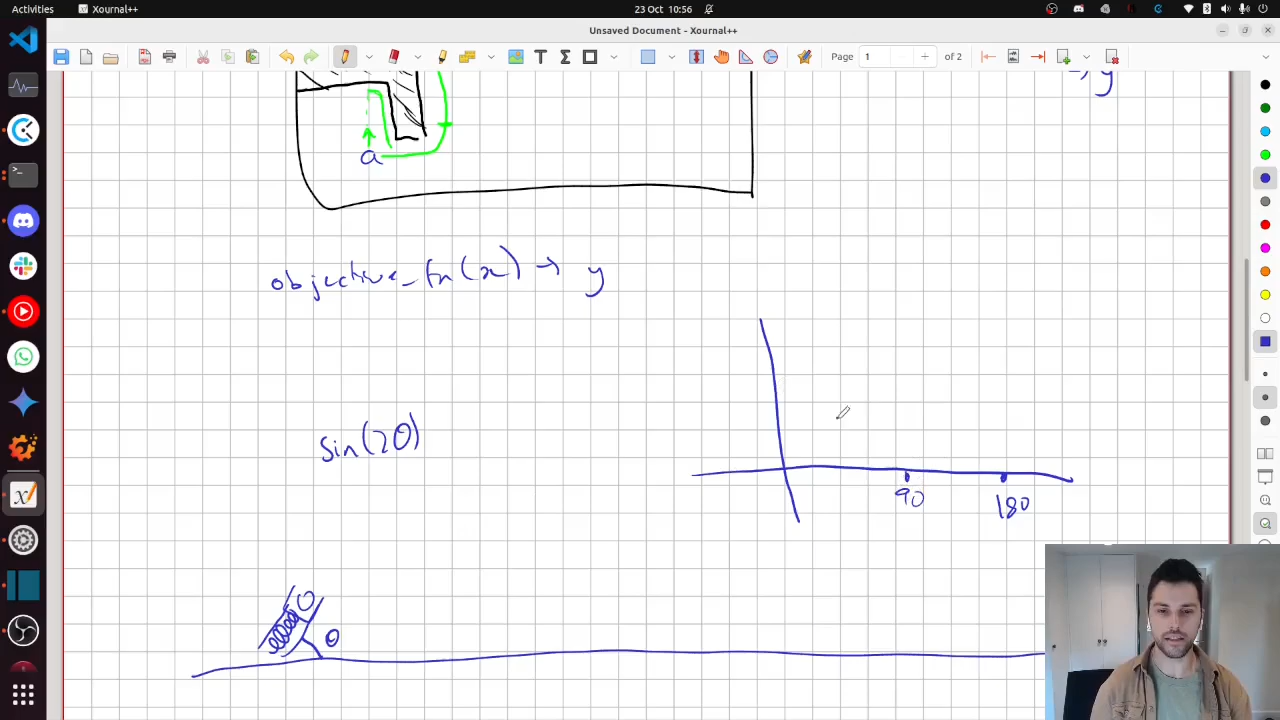 Activities
Xournal++
23 Oct 10:56
Unsaved Document - Xournal++
Page 1 of 2
y
a
objective_fn(x) → y
sin(2θ)
90
180
θ